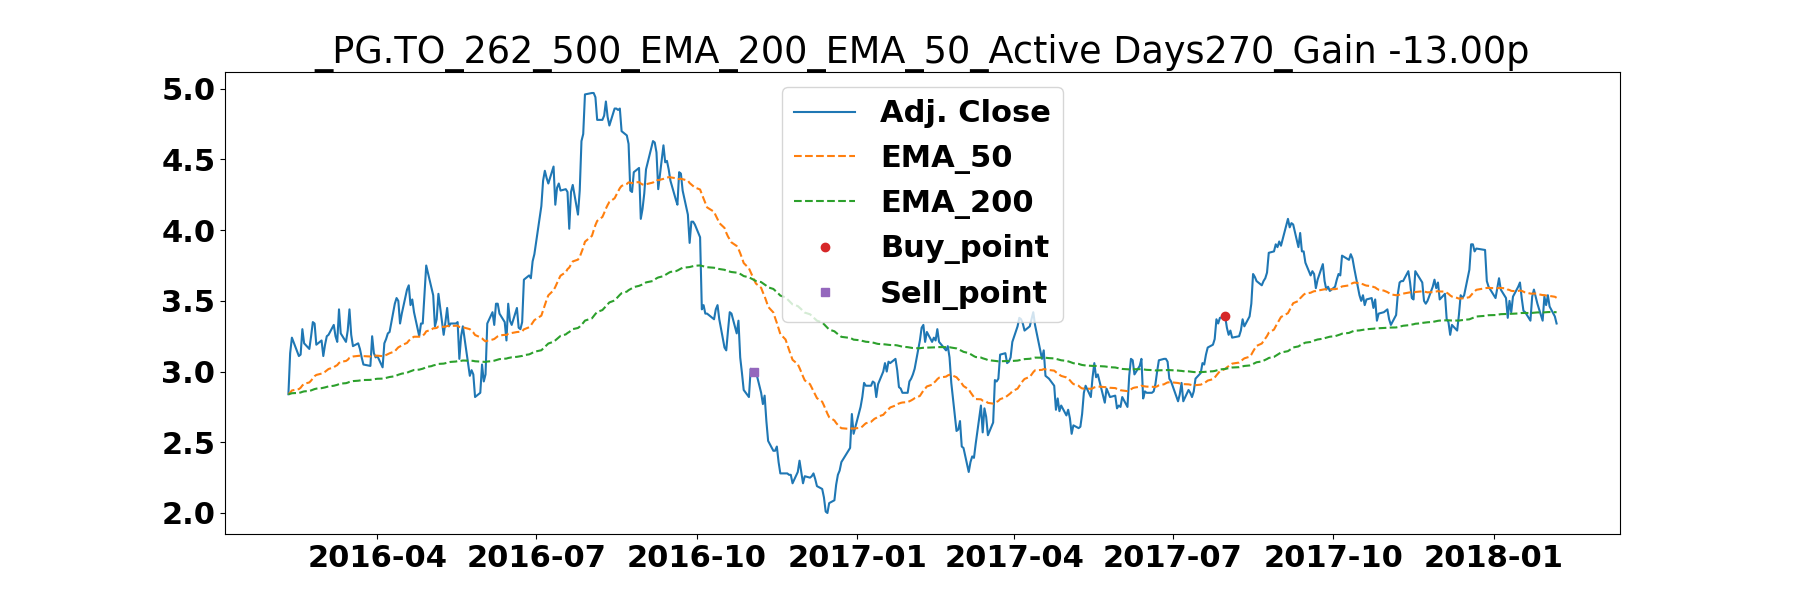 _PG.TO_262_500_EMA_200_EMA_50_Active Days270_Gain -13.00p
5.0
4.5
4.0
3.5
3.0
2.5
2.0
Adj. Close
EMA_50
EMA_200
Buy_point
Sell_point
2016-04 2016-07 2016-10 2017-01 2017-04 2017-07 2017-10 2018-01